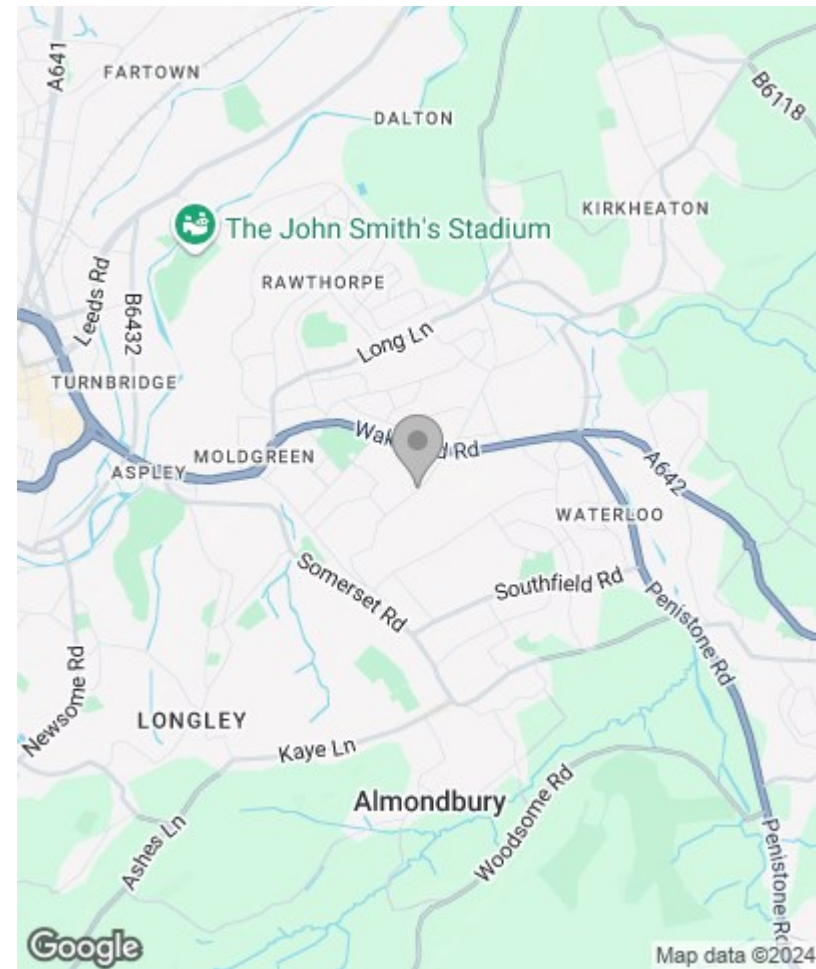 A641
FARTOWN
B6118
DALTON
KIRKHEATON
The John Smith's Stadium
RAWTHORPE
Leeds Rd
B6432
Long Ln
TURNBRIDGE
Rd
MOLDGREEN
ASPLEY
A642
WATERLOO
Somerset Rd
Southfield Rd
Penistone Rd
Newsome Rd
LONGLEY
Kaye Ln
Almondbury
Woodsome Rd
Ashes Ln
Penistone Rd
Google
Map data ©2024